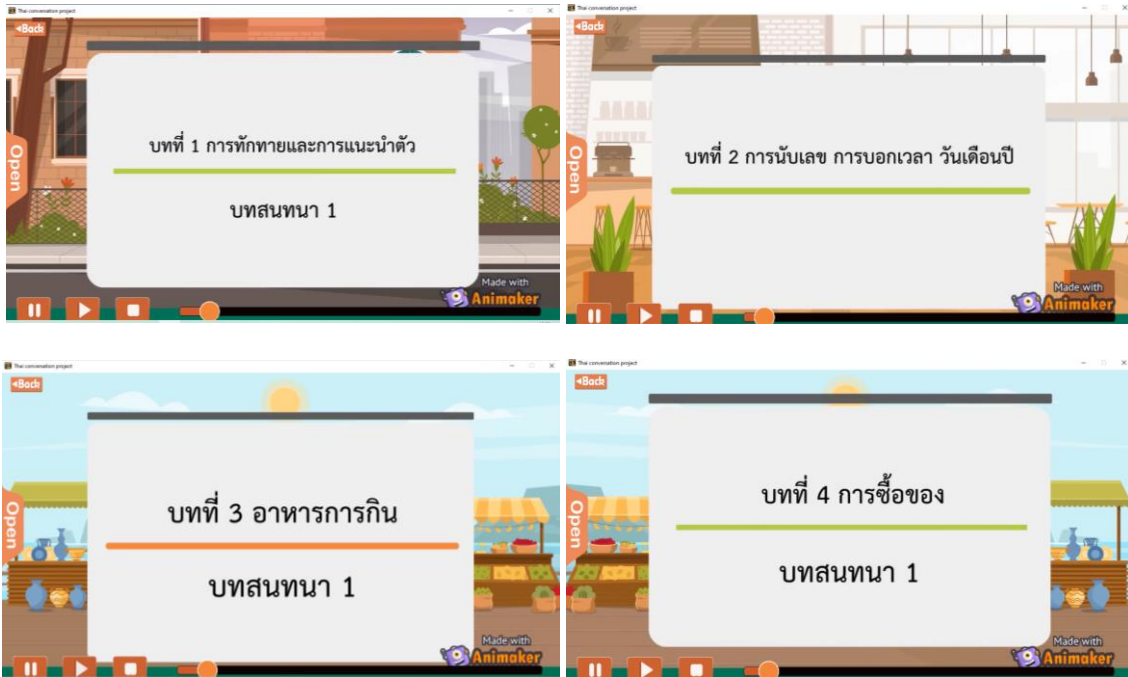 Thai convenation project
◄Back
บทที่ 1 การทักทายและการแนะนำตัว
บทสนทนา 1
Open
Made with
Animaker
Thai convenation project
◄Back
บทที่ 2 การนับเลข การบอกเวลา วันเดือนปี
Open
Made with
Animaker
Thai convenation project
◄Back
บทที่ 3 อาหารการกิน
บทสนทนา 1
Open
Made with
Animaker
Thai convenation project
◄Back
บทที่ 4 การซื้อของ
บทสนทนา 1
Open
Made with
Animaker